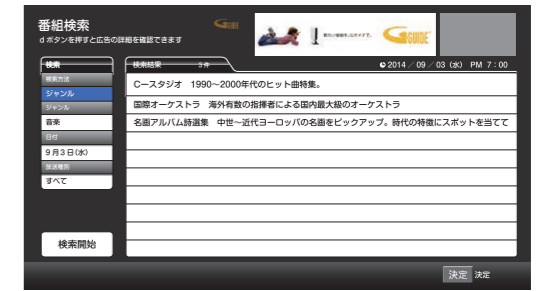 番組検索
d ボタンを押すと広告の詳細を確認できます
G GUIDE
G GUIDE
検索
検索結果 3件
2014／09／03 (水) PM 7：00
検索方法
ジャンル
ジャンル
音楽
日付
9月3日(水)
放送種別
すべて
検索開始
Cースタジオ 1990～2000年代のヒット曲特集。
国際オーケストラ 海外有数の指揮者による国内最大級のオーケストラ
名画アルバム詩選集 中世～近代ヨーロッパの名画をピックアップ。時代の特徴にスポットを当てて
決定 決定